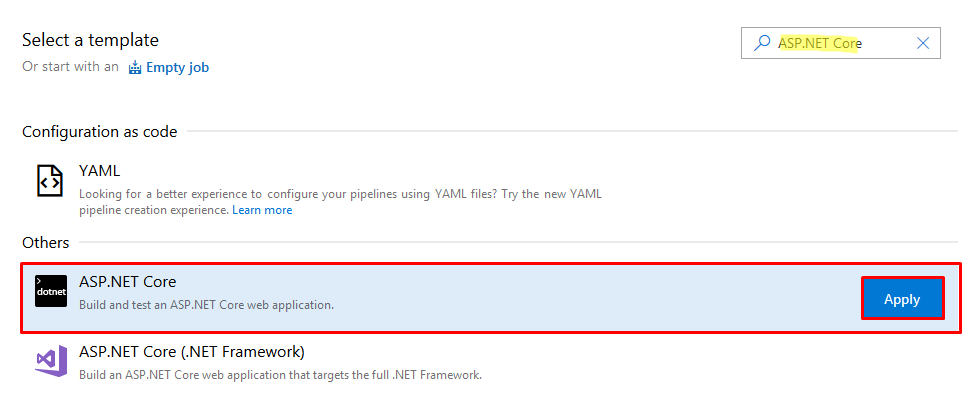 Select a template
ASP.NET Core
Or start with an Empty job
Configuration as code
YAML
Looking for a better experience to configure your pipelines using YAML files? Try the new YAML
pipeline creation experience. Learn more
Others
ASP.NET Core
>
dotnet
Build and test an ASP.NET Core web application.
Apply
ASP.NET Core (.NET Framework)
Build an ASP.NET Core web application that targets the full .NET Framework.